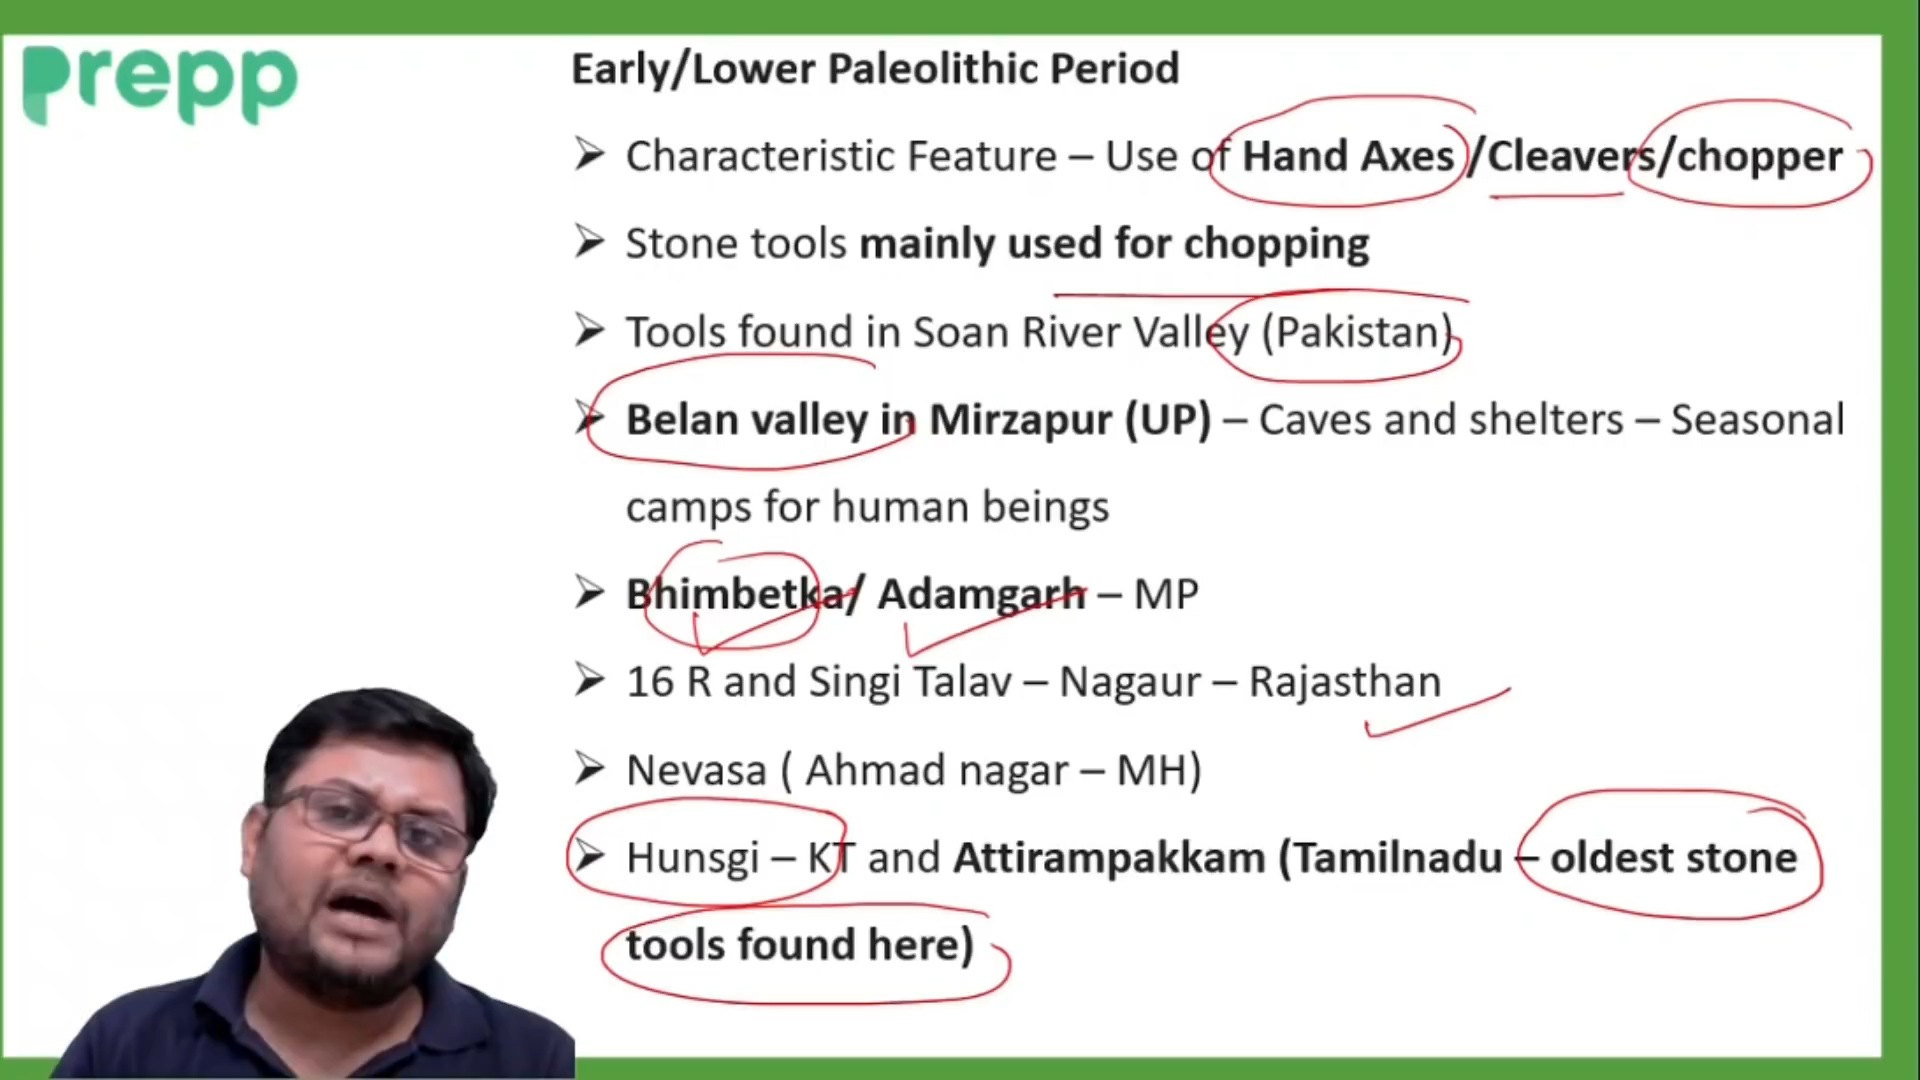 prepp
Early/Lower Paleolithic Period
➢ Characteristic Feature – Use of Hand Axes /Cleavers/chopper
➢ Stone tools mainly used for chopping
➢ Tools found in Soan River Valley (Pakistan)
➢ Belan valley in Mirzapur (UP) – Caves and shelters – Seasonal
camps for human beings
➢ Bhimbetka/ Adamgarh – MP
➢ 16 R and Singi Talav – Nagaur – Rajasthan
➢ Nevasa ( Ahmad nagar – MH)
➢ Hunsgi – KT and Attirampakkam (Tamilnadu – oldest stone
tools found here)